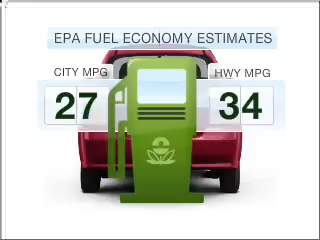 EPA FUEL ECONOMY ESTIMATES
CITY MPG
HWY MPG
27
34